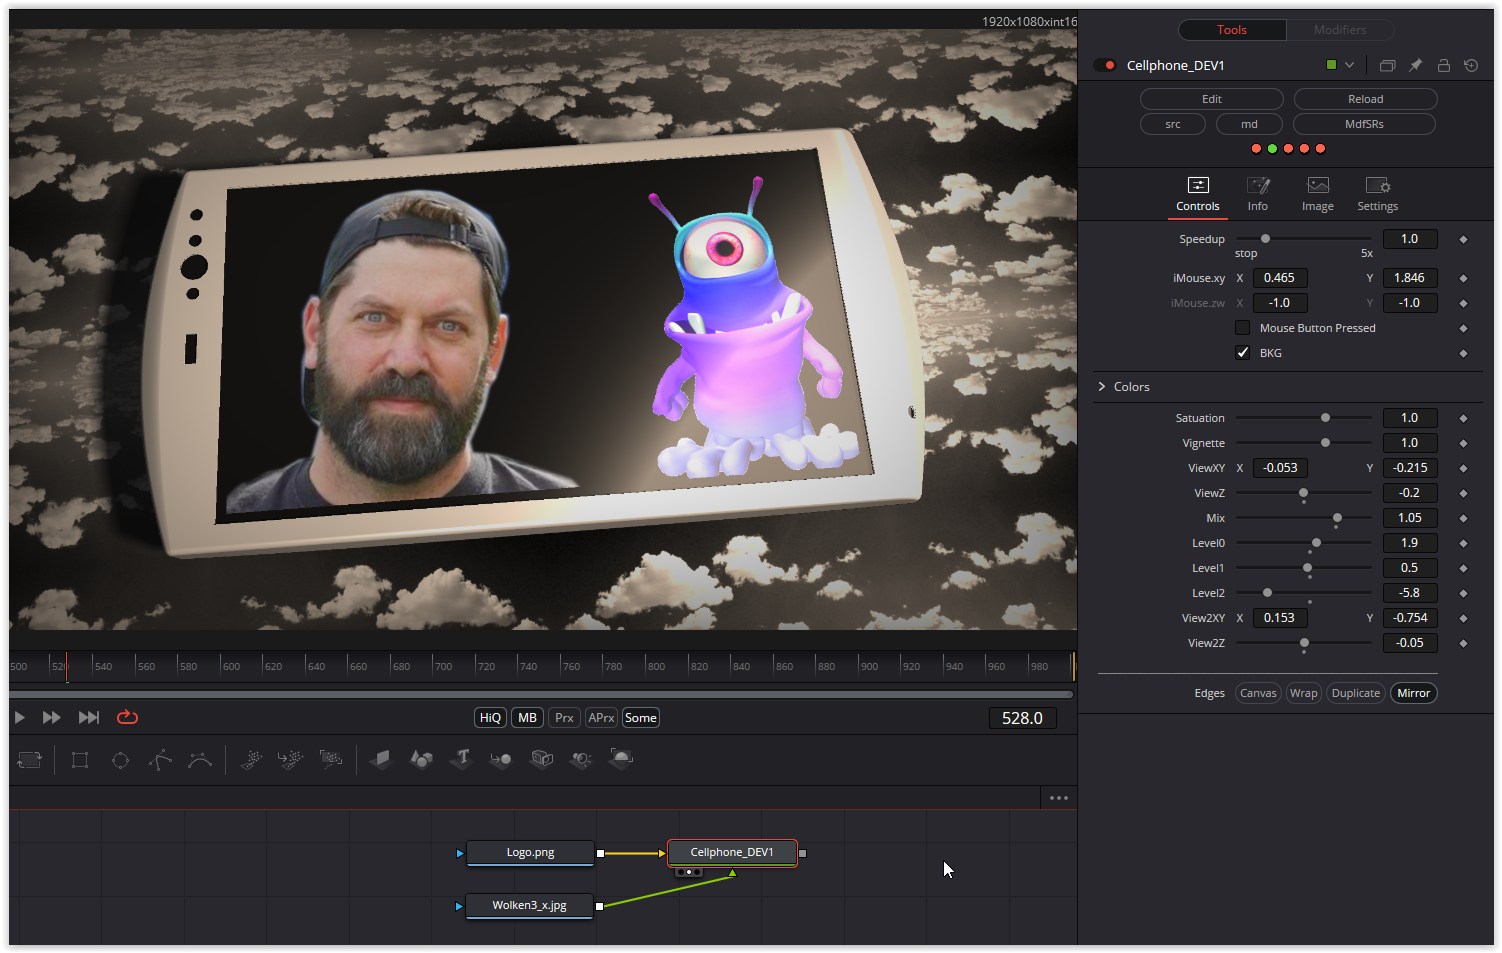 1920x1080xint16
Tools Modifiers
Cellphone_DEV1
Edit Reload
src md MdfSRs
Controls Info Image Settings
Speedup 1.0
stop 5x
iMouse.xy X 0.465 Y 1.846
iMouse.zw X -1.0 Y -1.0
Mouse Button Pressed
BKG
Colors
Satuation 1.0
Vignette 1.0
ViewXY X -0.053 Y -0.215
ViewZ -0.2
Mix 1.05
Level0 1.9
Level1 0.5
Level2 -5.8
View2XY X 0.153 Y -0.754
View2Z -0.05
Edges Canvas Wrap Duplicate Mirror
500 520 540 560 580 600 620 640 660 680 700 720 740 760 780 800 820 840 860 880 900 920 940 960 980
HiQ MB Prx APrx Some 528.0
Logo.png Cellphone_DEV1
Wolken3_x.jpg